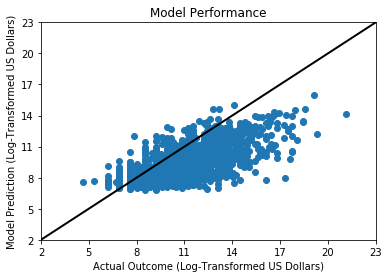 Model Performance
Model Prediction (Log-Transformed US Dollars)
23
20
17
14
11
8
5
2
2 5 8 11 14 17 20 23
Actual Outcome (Log-Transformed US Dollars)